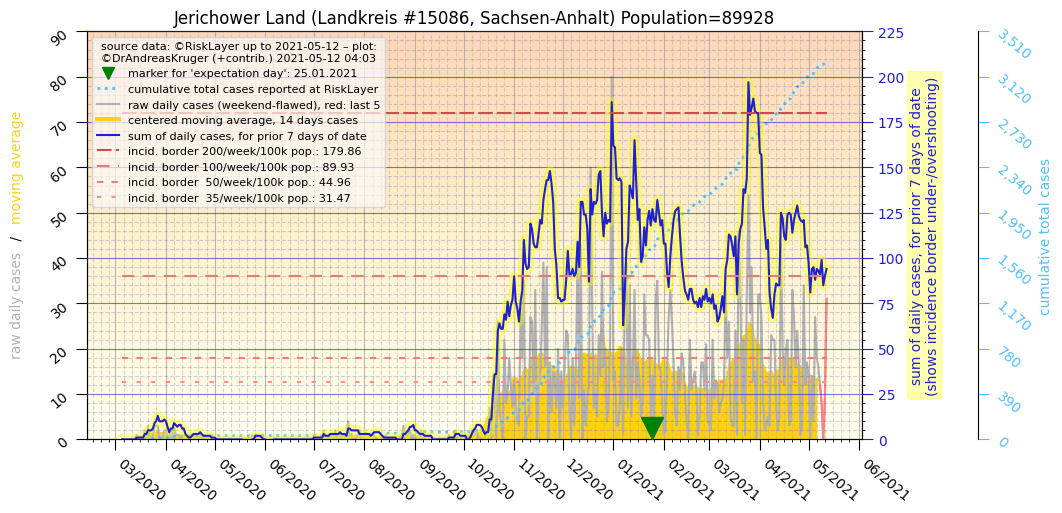 Jerichower Land (Landkreis #15086, Sachsen-Anhalt) Population=89928
source data: ©RiskLayer up to 2021-05-12 – plot:
©DrAndreasKruger (+contrib.) 2021-05-12 04:03
marker for 'expectation day': 25.01.2021
cumulative total cases reported at RiskLayer
raw daily cases (weekend-flawed), red: last 5
centered moving average, 14 days cases
sum of daily cases, for prior 7 days of date
incid. border 200/week/100k pop.: 179.86
incid. border 100/week/100k pop.: 89.93
incid. border  50/week/100k pop.: 44.96
incid. border  35/week/100k pop.: 31.47
raw daily cases / moving average
90
80
70
60
50
40
30
20
10
0
03/2020
04/2020
05/2020
06/2020
07/2020
08/2020
09/2020
10/2020
11/2020
12/2020
01/2021
02/2021
03/2021
04/2021
05/2021
06/2021
225
200
175
150
125
100
75
50
25
0
sum of daily cases, for prior 7 days of date
(shows incidence border under-/overshooting)
3,510
3,120
2,730
2,340
1,950
1,560
1,170
780
390
0
cumulative total cases